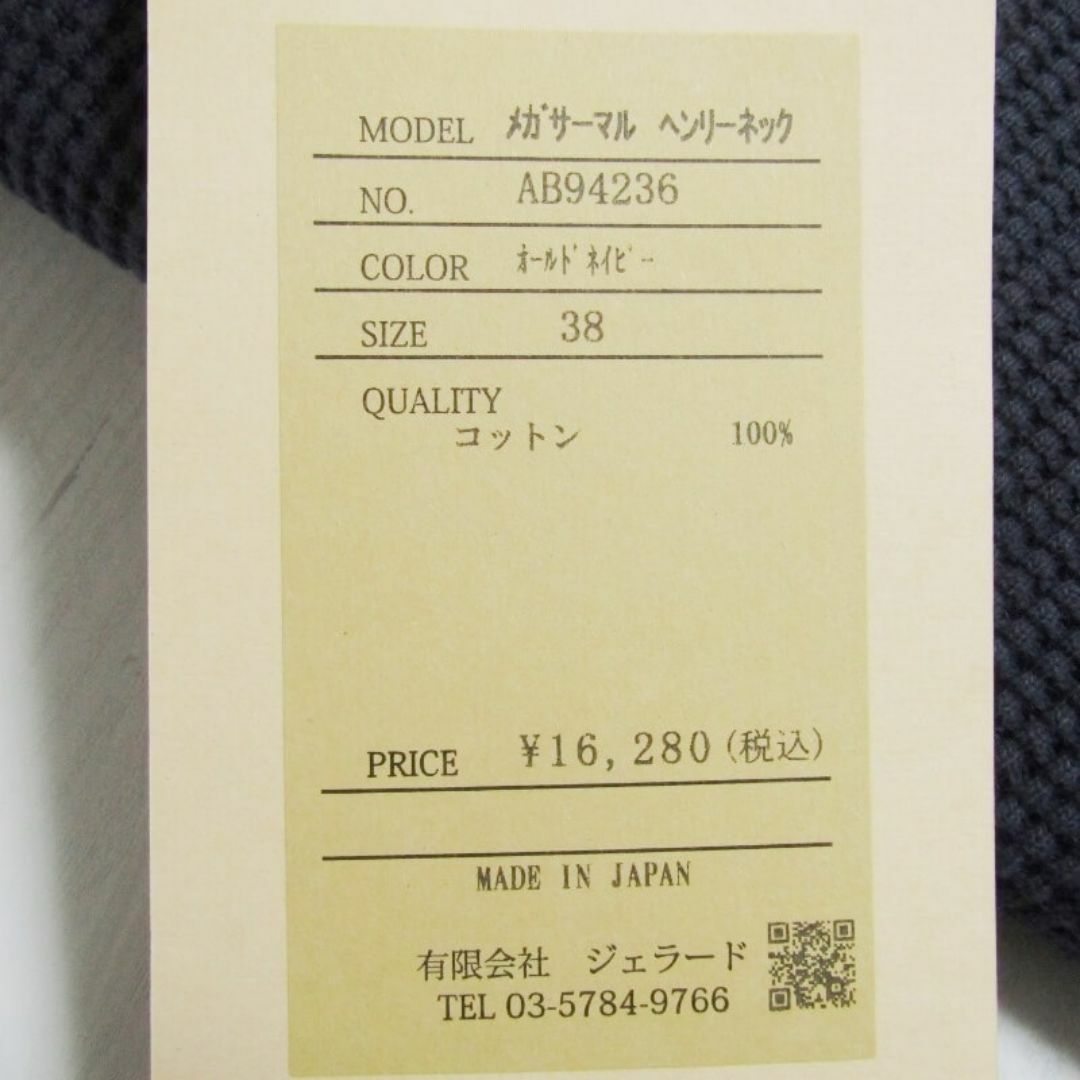 MODEL メガサーマル ヘンリーネック
NO. AB94236
COLOR オールドネイビー
SIZE 38
QUALITY
コットン 100%
PRICE ¥16,280(税込)
MADE IN JAPAN
有限会社 ジェラード
TEL 03-5784-9766